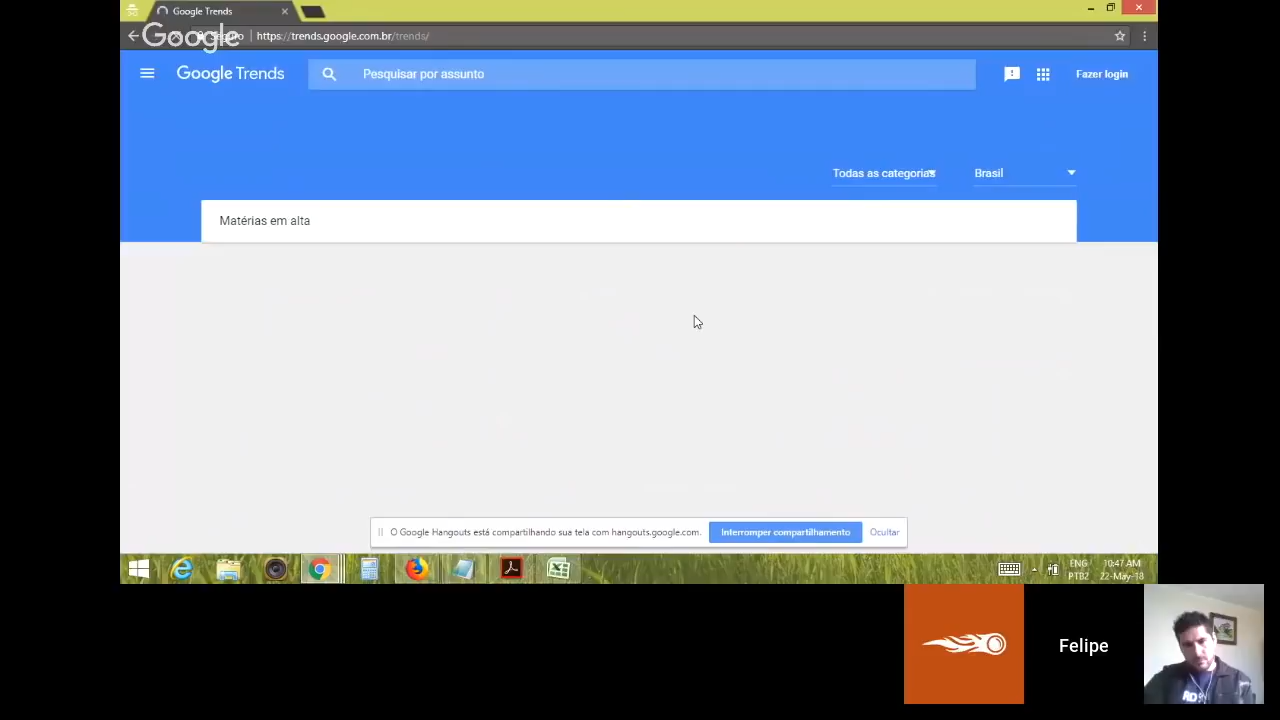 Google Trends
Google
Seguro
https://trends.google.com.br/trends/
Google Trends
Pesquisar por assunto
Fazer login
Todas as categorias
Brasil
Matérias em alta
O Google Hangouts está compartilhando sua tela com hangouts.google.com.
Interromper compartilhamento
Ocultar
ENG
10:47 AM
PTB2
22-May-18
Felipe